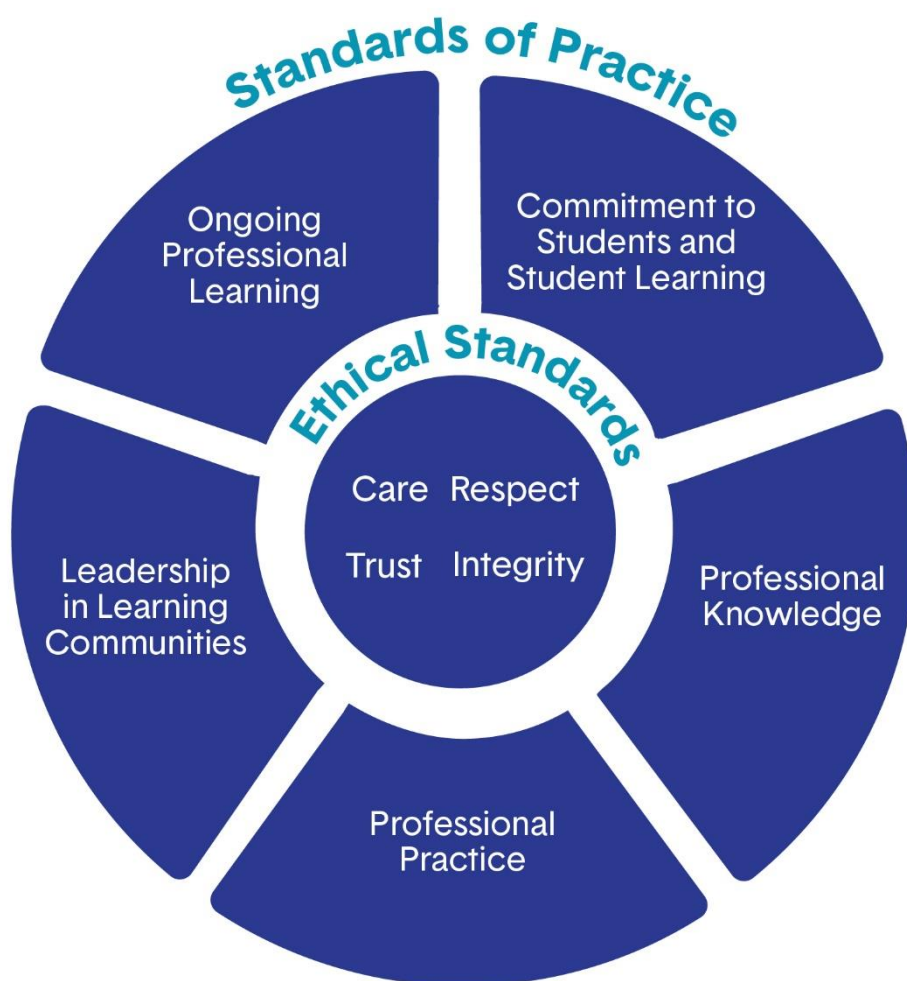 Standards of Practice
Ongoing
Professional
Learning
Commitment to
Students and
Student Learning
Ethical Standards
Care Respect
Trust Integrity
Leadership
in Learning
Communities
Professional
Knowledge
Professional
Practice